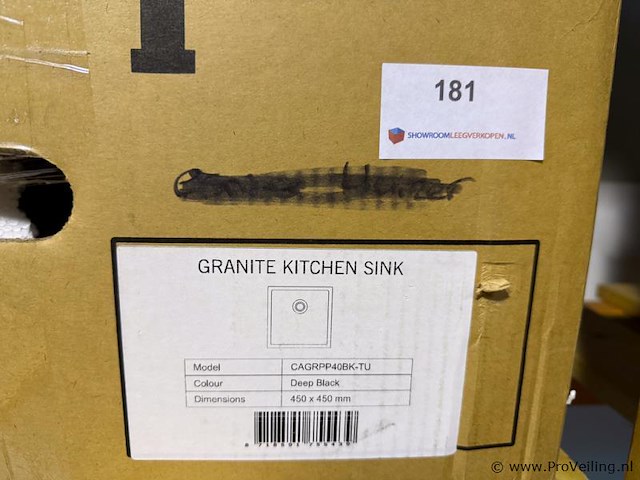 181
SHOWROOMLEEGVERKOPEN.NL
GRANITE KITCHEN SINK
Model CAGRPP40BK-TU
Colour Deep Black
Dimensions 450 x 450 mm
© www.ProVeiling.nl